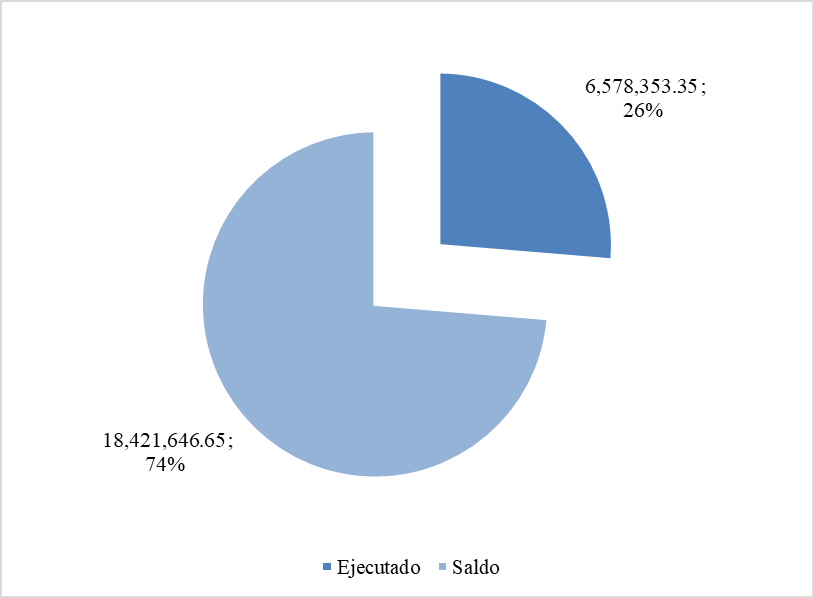 6,578,353.35;
26%
18,421,646.65;
74%
Ejecutado
Saldo